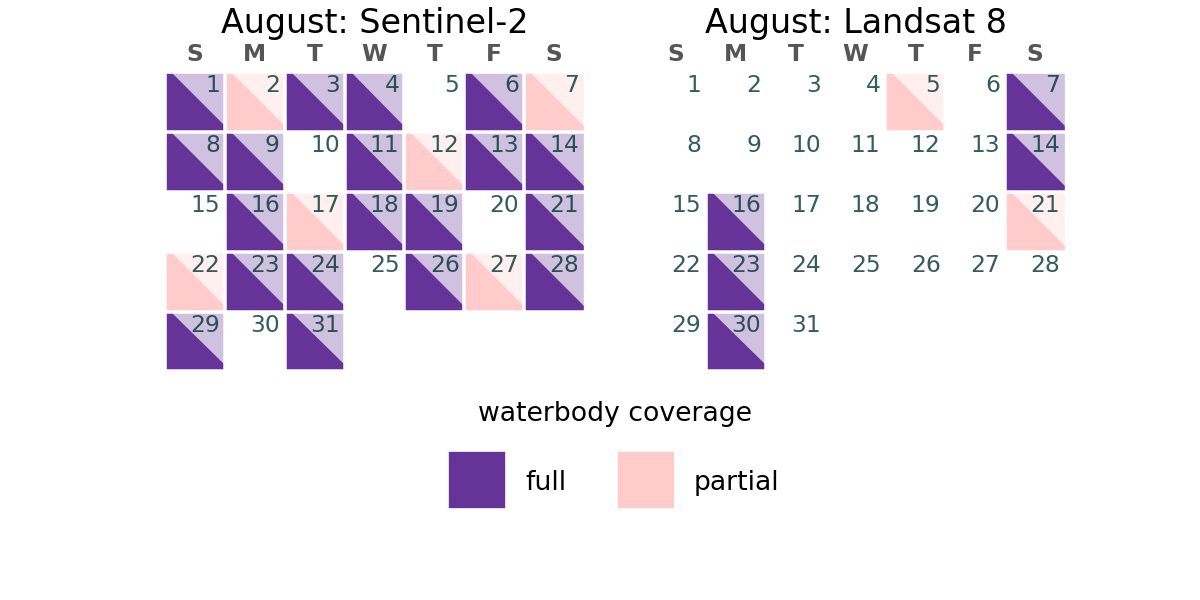 August: Sentinel-2
S M T W T F S
1 2 3 4 5 6 7
8 9 10 11 12 13 14
15 16 17 18 19 20 21
22 23 24 25 26 27 28
29 30 31
August: Landsat 8
S M T W T F S
1 2 3 4 5 6 7
8 9 10 11 12 13 14
15 16 17 18 19 20 21
22 23 24 25 26 27 28
29 30 31
waterbody coverage
full
partial